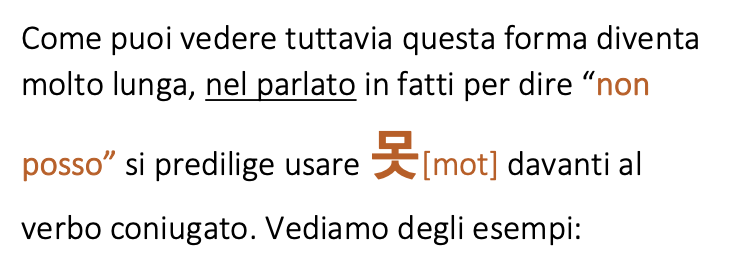 Come puoi vedere tuttavia questa forma diventa
molto lunga, nel parlato in fatti per dire “non
posso” si predilige usare 못[mot] davanti al
verbo coniugato. Vediamo degli esempi: